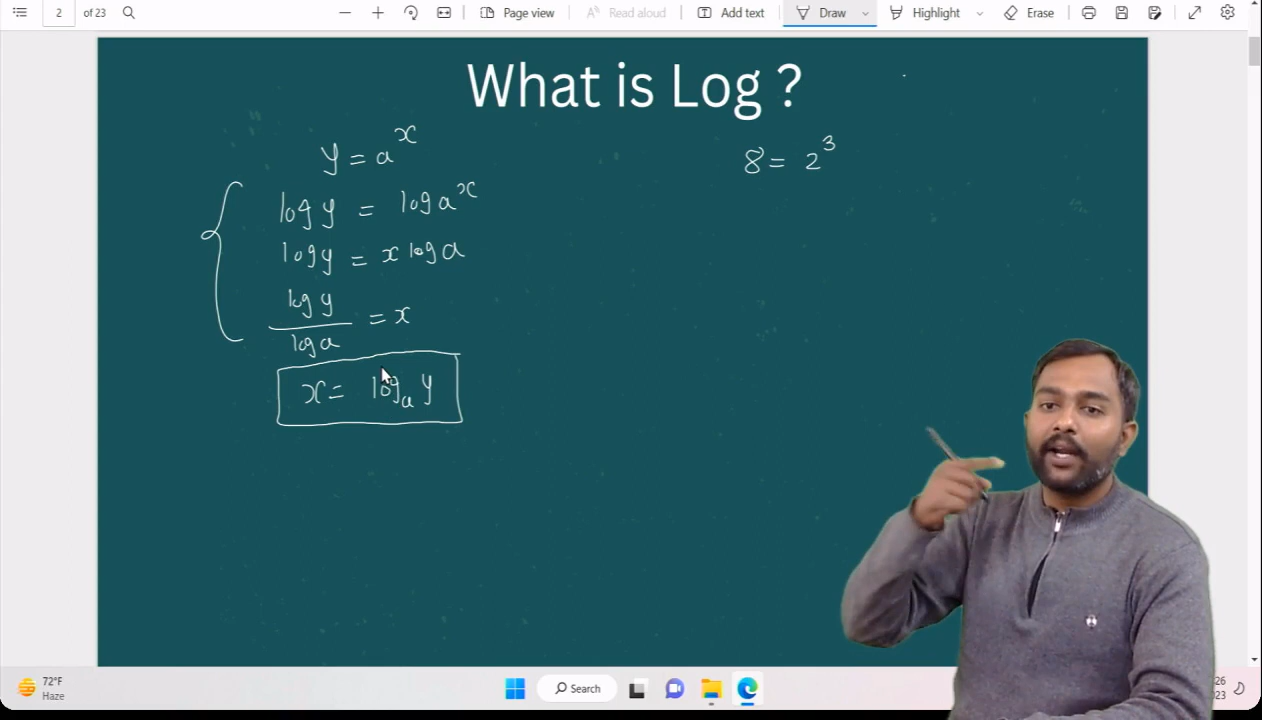 2 of 23 Page view Read aloud Add text Draw Highlight Erase
What is Log ?
y = a^x
8 = 2^3
log y = log a^x
log y = x log a
log y / log a = x
x = log_a y
72°F
Haze
Search